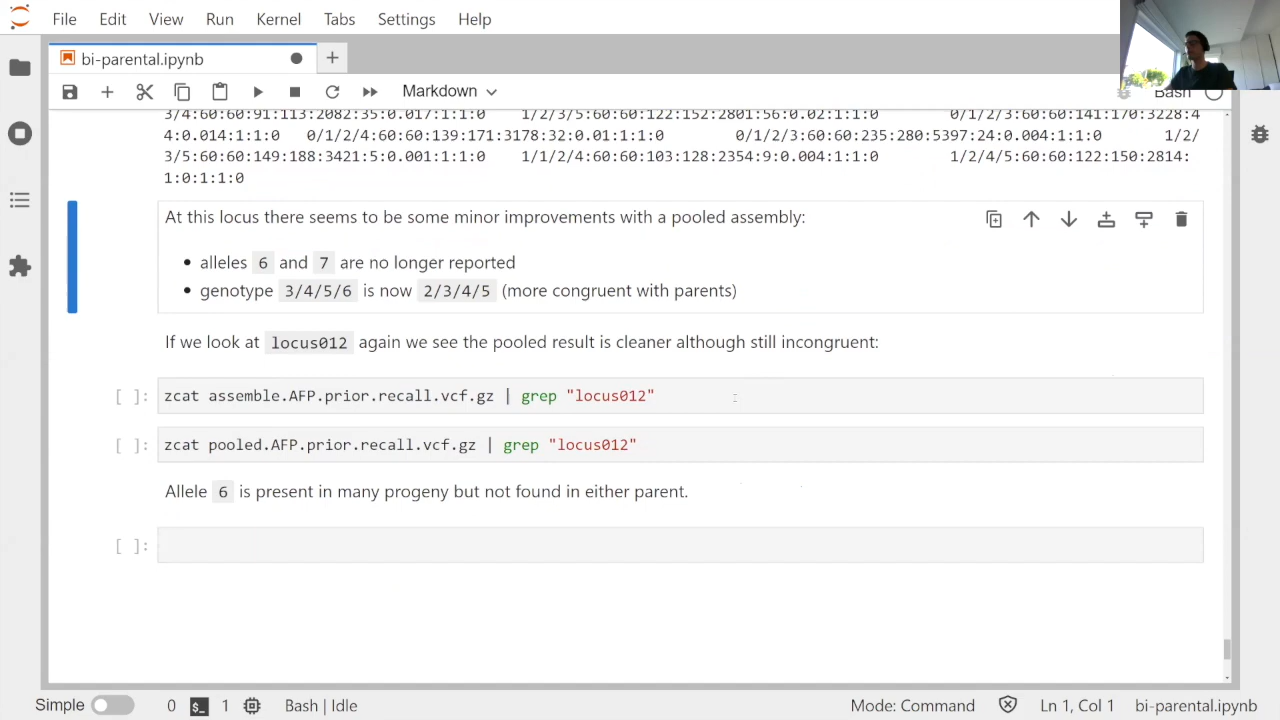 File Edit View Run Kernel Tabs Settings Help
bi-parental.ipynb
Markdown
Bash
3/4:60:60:91:113:2082:35:0.017:1:1:0 1/2/3/5:60:60:122:152:2801:56:0.02:1:1:0 0/1/2/3:60:60:141:170:3228:4
4:0.014:1:1:0 0/1/2/4:60:60:139:171:3178:32:0.01:1:1:0 0/1/2/3:60:60:235:280:5397:24:0.004:1:1:0 1/2
/3/5:60:60:149:188:3421:5:0.001:1:1:0 1/1/2/4:60:60:103:128:2354:9:0.004:1:1:0 1/2/4/5:60:60:122:150:2814:
1:0:1:1:0
At this locus there seems to be some minor improvements with a pooled assembly:
• alleles 6 and 7 are no longer reported
• genotype 3/4/5/6 is now 2/3/4/5 (more congruent with parents)
If we look at locus012 again we see the pooled result is cleaner although still incongruent:
[ ]: zcat assemble.AFP.prior.recall.vcf.gz | grep "locus012"
[ ]: zcat pooled.AFP.prior.recall.vcf.gz | grep "locus012"
Allele 6 is present in many progeny but not found in either parent.
[ ]:
Simple 0 $_ 1 Bash | Idle Mode: Command Ln 1, Col 1 bi-parental.ipynb